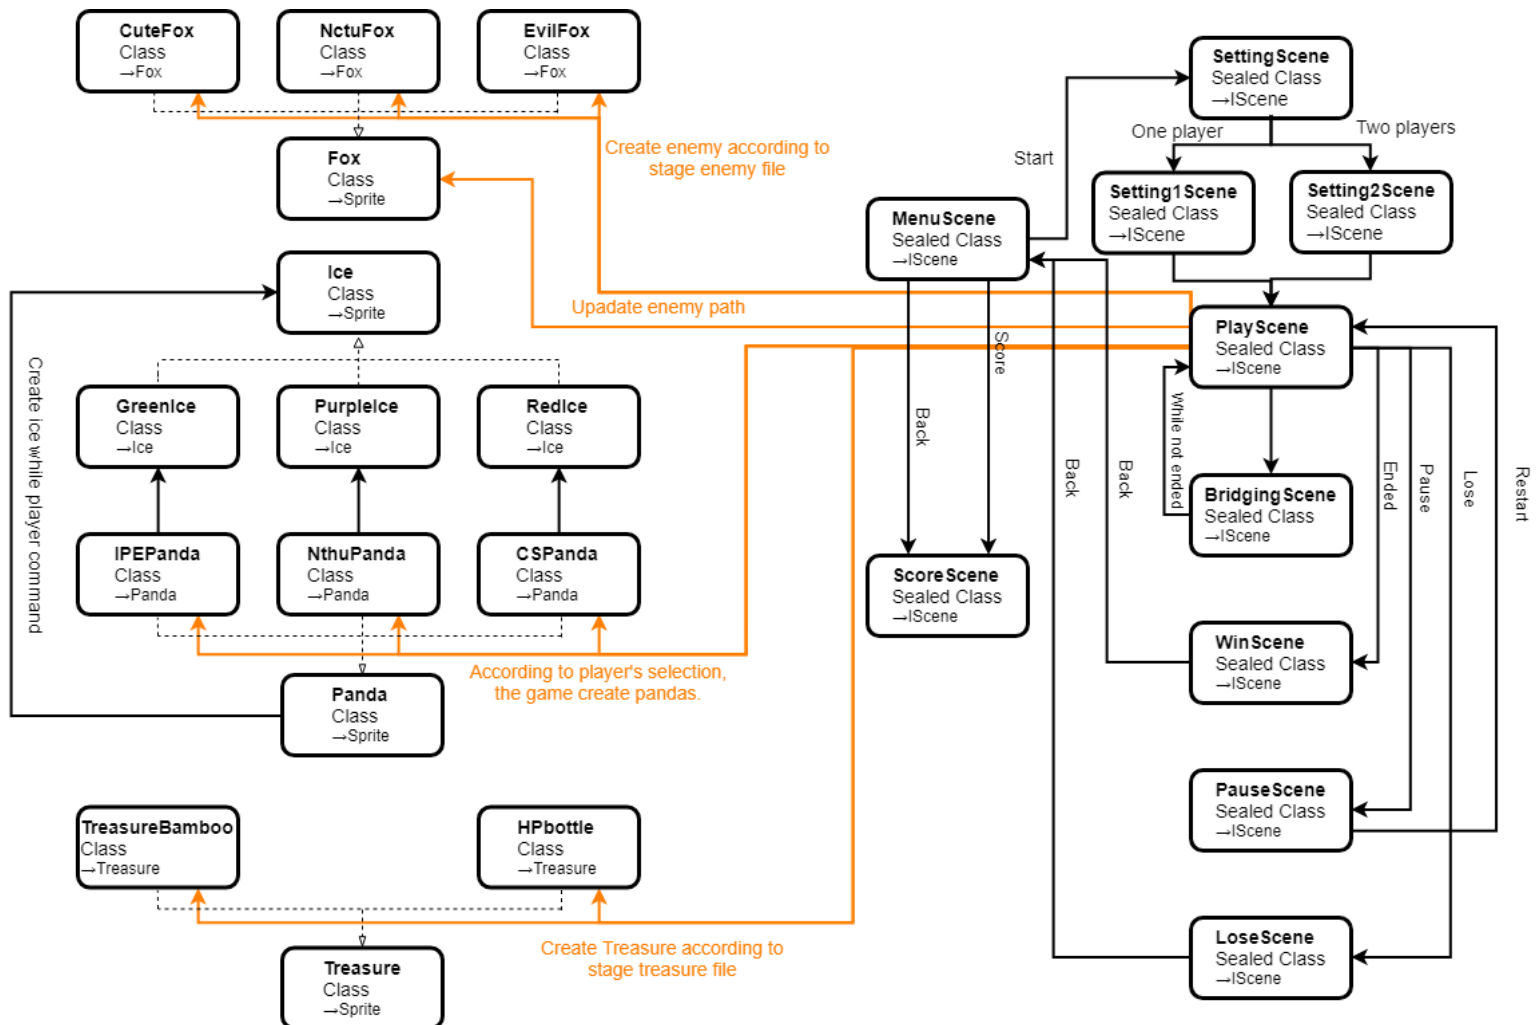 CuteFox
Class
→Fox
NctuFox
Class
→Fox
EvilFox
Class
→Fox
Fox
Class
→Sprite
Create enemy according to
stage enemy file
Upadate enemy path
Ice
Class
→Sprite
GreenIce
Class
→Ice
PurpleIce
Class
→Ice
RedIce
Class
→Ice
Create ice while player command
IPEPanda
Class
→Panda
NthuPanda
Class
→Panda
CSPanda
Class
→Panda
According to player's selection,
the game create pandas.
Panda
Class
→Sprite
TreasureBamboo
Class
→Treasure
HPbottle
Class
→Treasure
Create Treasure according to
stage treasure file
Treasure
Class
→Sprite
SettingScene
Sealed Class
→IScene
One player
Two players
Start
Setting1Scene
Sealed Class
→IScene
Setting2Scene
Sealed Class
→IScene
MenuScene
Sealed Class
→IScene
Score
Back
PlayScene
Sealed Class
→IScene
While not ended
Back
Back
Ended
Pause
Lose
Restart
BridgingScene
Sealed Class
→IScene
ScoreScene
Sealed Class
→IScene
WinScene
Sealed Class
→IScene
PauseScene
Sealed Class
→IScene
LoseScene
Sealed Class
→IScene